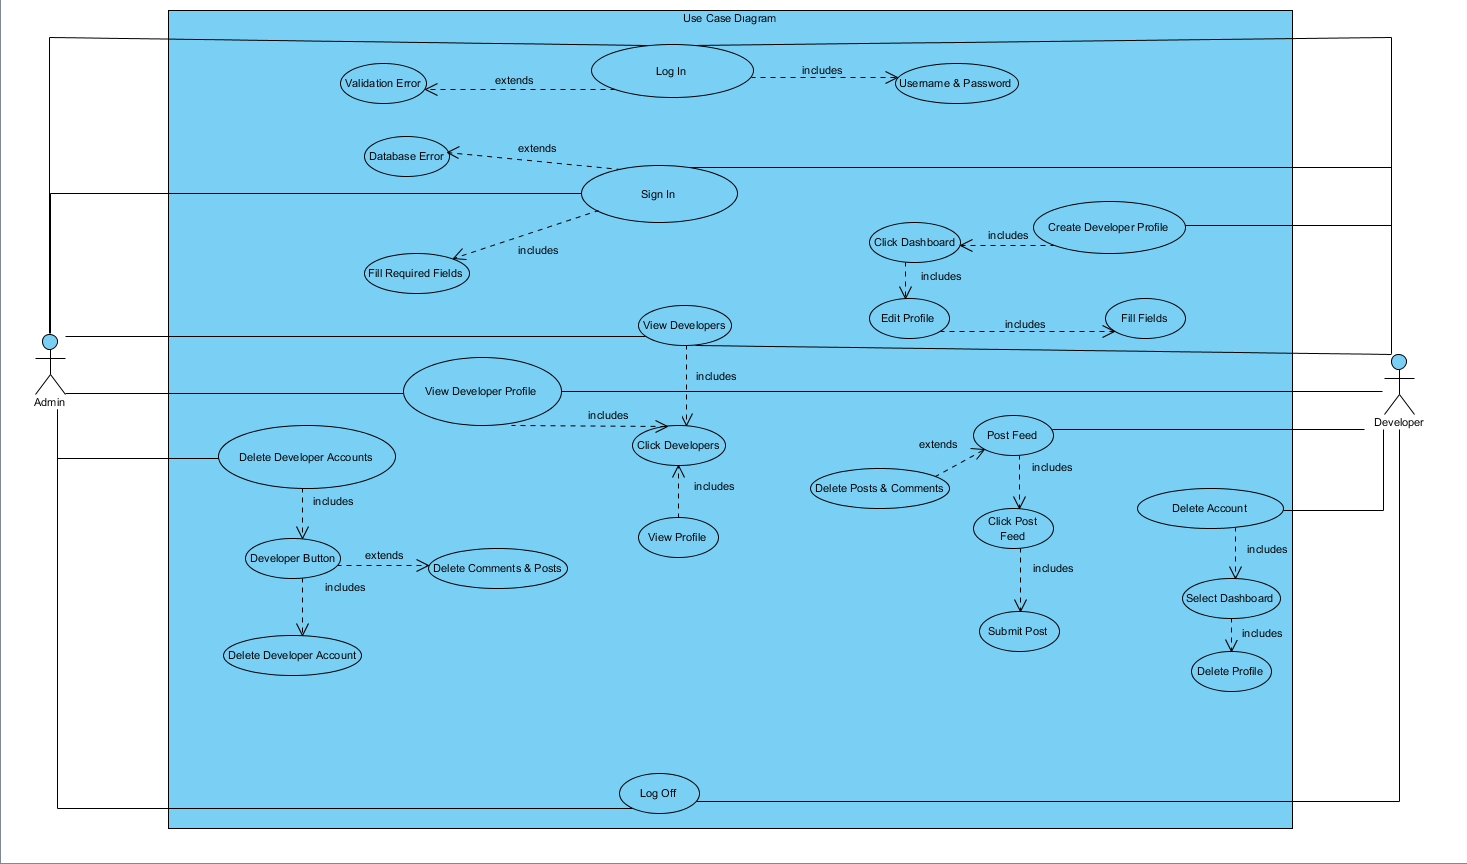 Use Case Diagram
Log In
Validation Error
extends
includes
Username & Password
Database Error
extends
Sign In
includes
Fill Required Fields
Create Developer Profile
includes
Click Dashboard
includes
Edit Profile
includes
Fill Fields
View Developers
includes
Admin
View Developer Profile
includes
Click Developers
includes
View Profile
Developer
Post Feed
extends
includes
Delete Posts & Comments
Click Post
Feed
includes
Submit Post
Delete Developer Accounts
includes
Developer Button
extends
Delete Comments & Posts
includes
Delete Developer Account
Delete Account
includes
Select Dashboard
includes
Delete Profile
Log Off